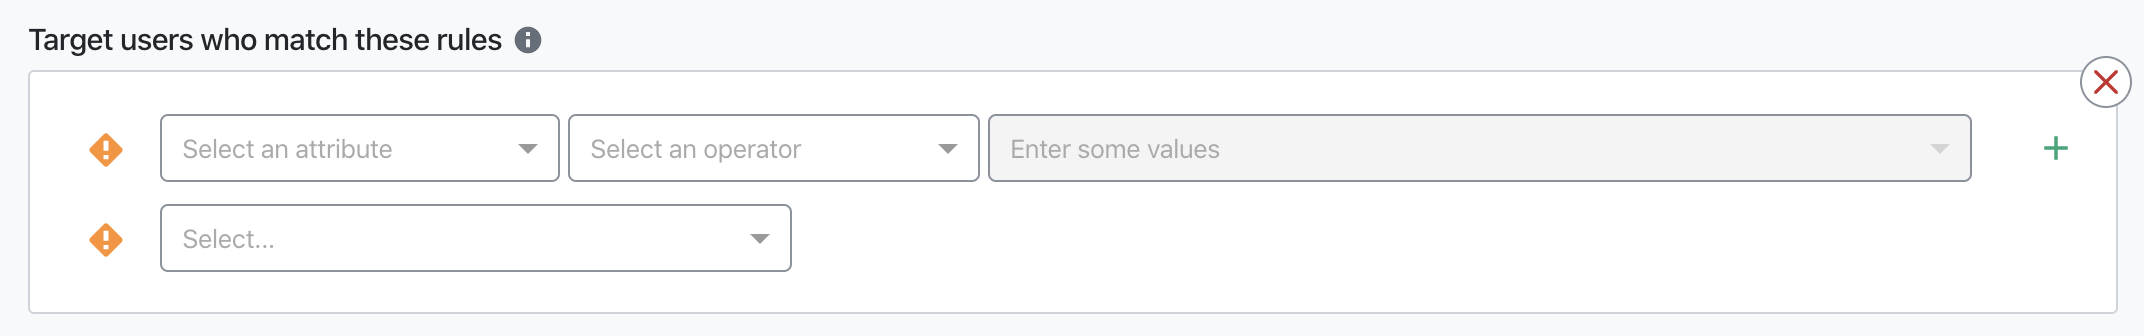 Target users who match these rules
Select an attribute Select an operator Enter some values
Select...